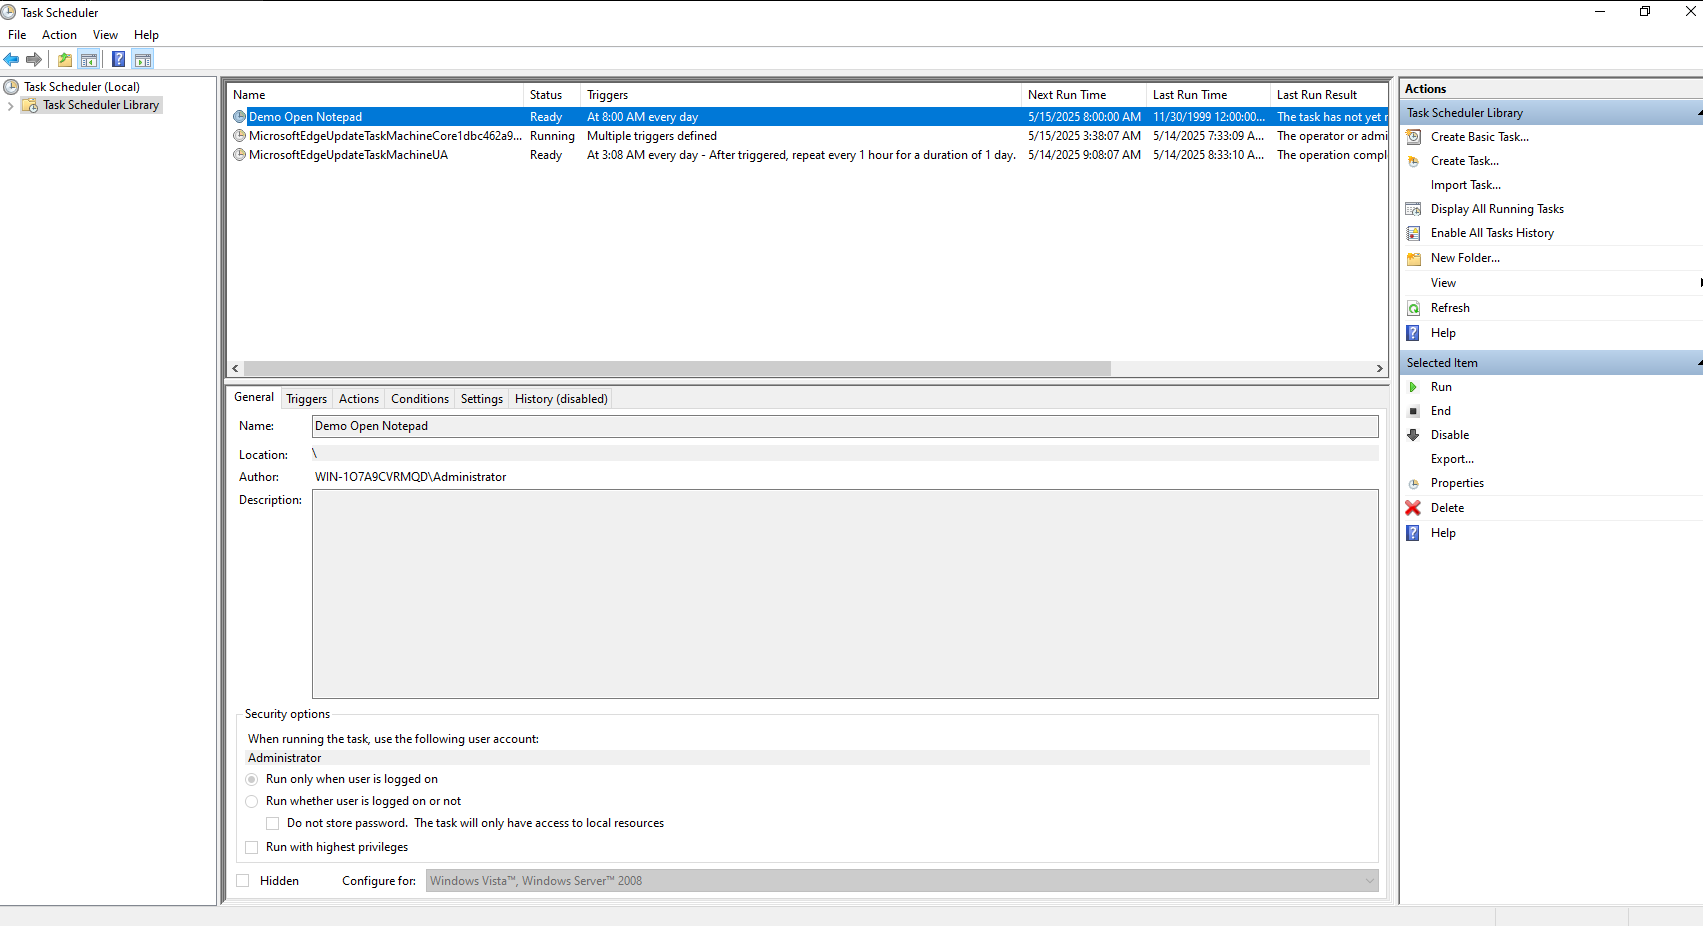 Task Scheduler
File Action View Help
Task Scheduler (Local)
Task Scheduler Library
Name Status Triggers Next Run Time Last Run Time Last Run Result
Demo Open Notepad Ready At 8:00 AM every day 5/15/2025 8:00:00 AM 11/30/1999 12:00:00... The task has not yet r
MicrosoftEdgeUpdateTaskMachineCore1dbc462a9... Running Multiple triggers defined 5/15/2025 3:38:07 AM 5/14/2025 7:33:09 A... The operator or admi
MicrosoftEdgeUpdateTaskMachineUA Ready At 3:08 AM every day - After triggered, repeat every 1 hour for a duration of 1 day. 5/14/2025 9:08:07 AM 5/14/2025 8:33:10 A... The operation compl
General Triggers Actions Conditions Settings History (disabled)
Name: Demo Open Notepad
Location: \
Author: WIN-1O7A9CVRMQD\Administrator
Description:
Security options
When running the task, use the following user account:
Administrator
Run only when user is logged on
Run whether user is logged on or not
Do not store password. The task will only have access to local resources
Run with highest privileges
Hidden Configure for: Windows Vista™, Windows Server™ 2008
Actions
Task Scheduler Library
Create Basic Task...
Create Task...
Import Task...
Display All Running Tasks
Enable All Tasks History
New Folder...
View
Refresh
Help
Selected Item
Run
End
Disable
Export...
Properties
Delete
Help